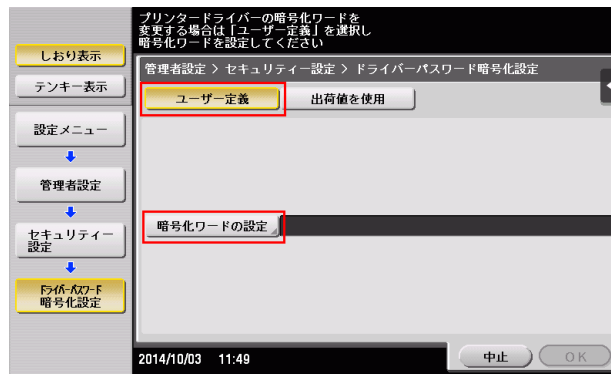 プリンタードライバーの暗号化ワードを
変更する場合は「ユーザー定義」を選択し
暗号化ワードを設定してください
しおり表示
テンキー表示
設定メニュー
管理者設定
セキュリティー
設定
ドライバーパスワード
暗号化設定
管理者設定 > セキュリティー設定 > ドライバーパスワード暗号化設定
ユーザー定義
出荷値を使用
暗号化ワードの設定
2014/10/03 11:49
中止
OK